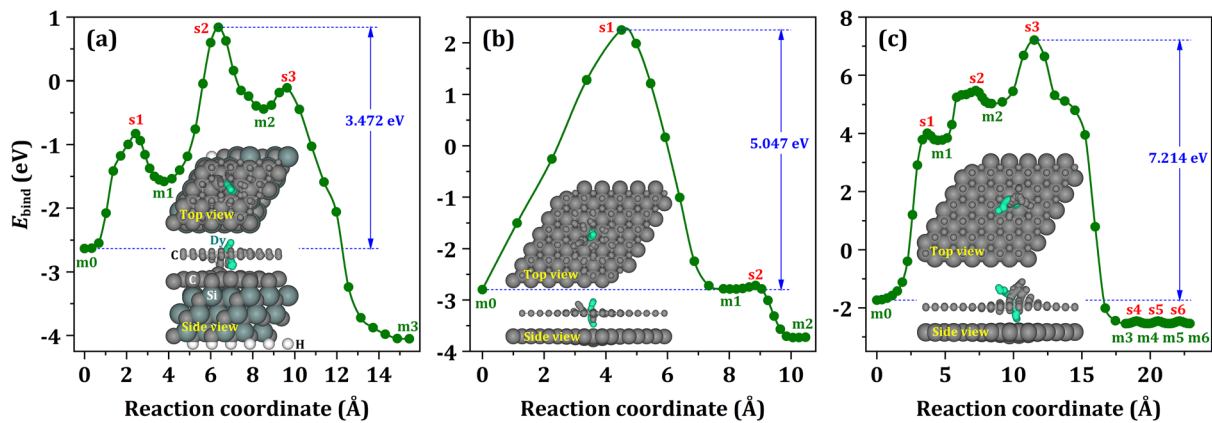 (a)
E_bind (eV)
1
0
-1
-2
-3
-4
0 2 4 6 8 10 12 14
Reaction coordinate (Å)
s2
s3
s1
m2
m1
m0
m3
3.472 eV
Top view
Dy
C
C
Si
Side view
H
(b)
2
1
0
-1
-2
-3
-4
0 2 4 6 8 10
Reaction coordinate (Å)
s1
5.047 eV
Top view
m0
m1
s2
m2
Side view
(c)
8
6
4
2
0
-2
0 5 10 15 20
Reaction coordinate (Å)
s3
s2
s1
m2
m1
7.214 eV
Top view
m0
s4 s5 s6
m3 m4 m5 m6
Side view